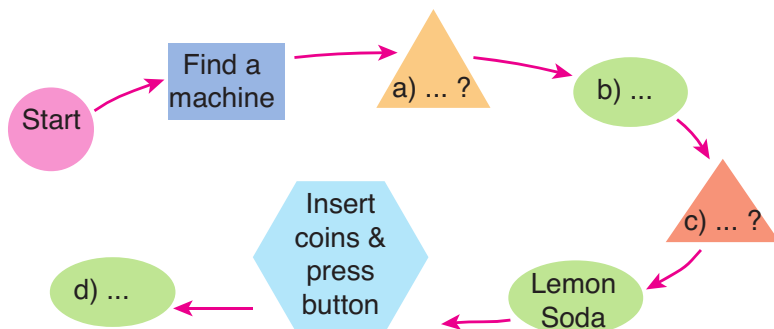 Start
Find a
machine
a) ... ?
b) ...
c) ... ?
Lemon
Soda
Insert
coins &
press
button
d) ...